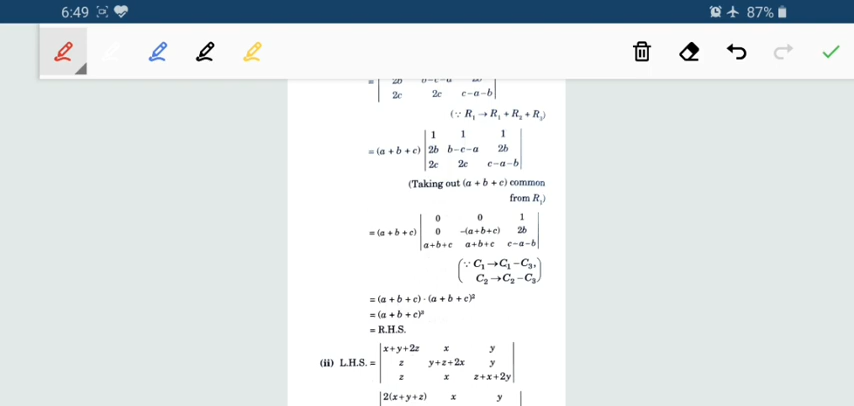 6:49 87%
= | 2b b–c–a 2b |
| 2c 2c c–a–b |
(∵ R₁ → R₁ + R₂ + R₃)
| 1 1 1 |
= (a + b + c) | 2b b–c–a 2b |
| 2c 2c c–a–b |
(Taking out (a + b + c) common
from R₁)
| 0 0 1 |
= (a + b + c) | 0 –(a+b+c) 2b |
| a+b+c a+b+c c–a–b |
(∵ C₁ → C₁ – C₃,
C₂ → C₂ – C₃)
= (a + b + c) · (a + b + c)²
= (a + b + c)³
= R.H.S.
| x+y+2z x y |
(ii) L.H.S. = | z y+z+2x y |
| z x z+x+2y |
| 2(x+y+z) x y |